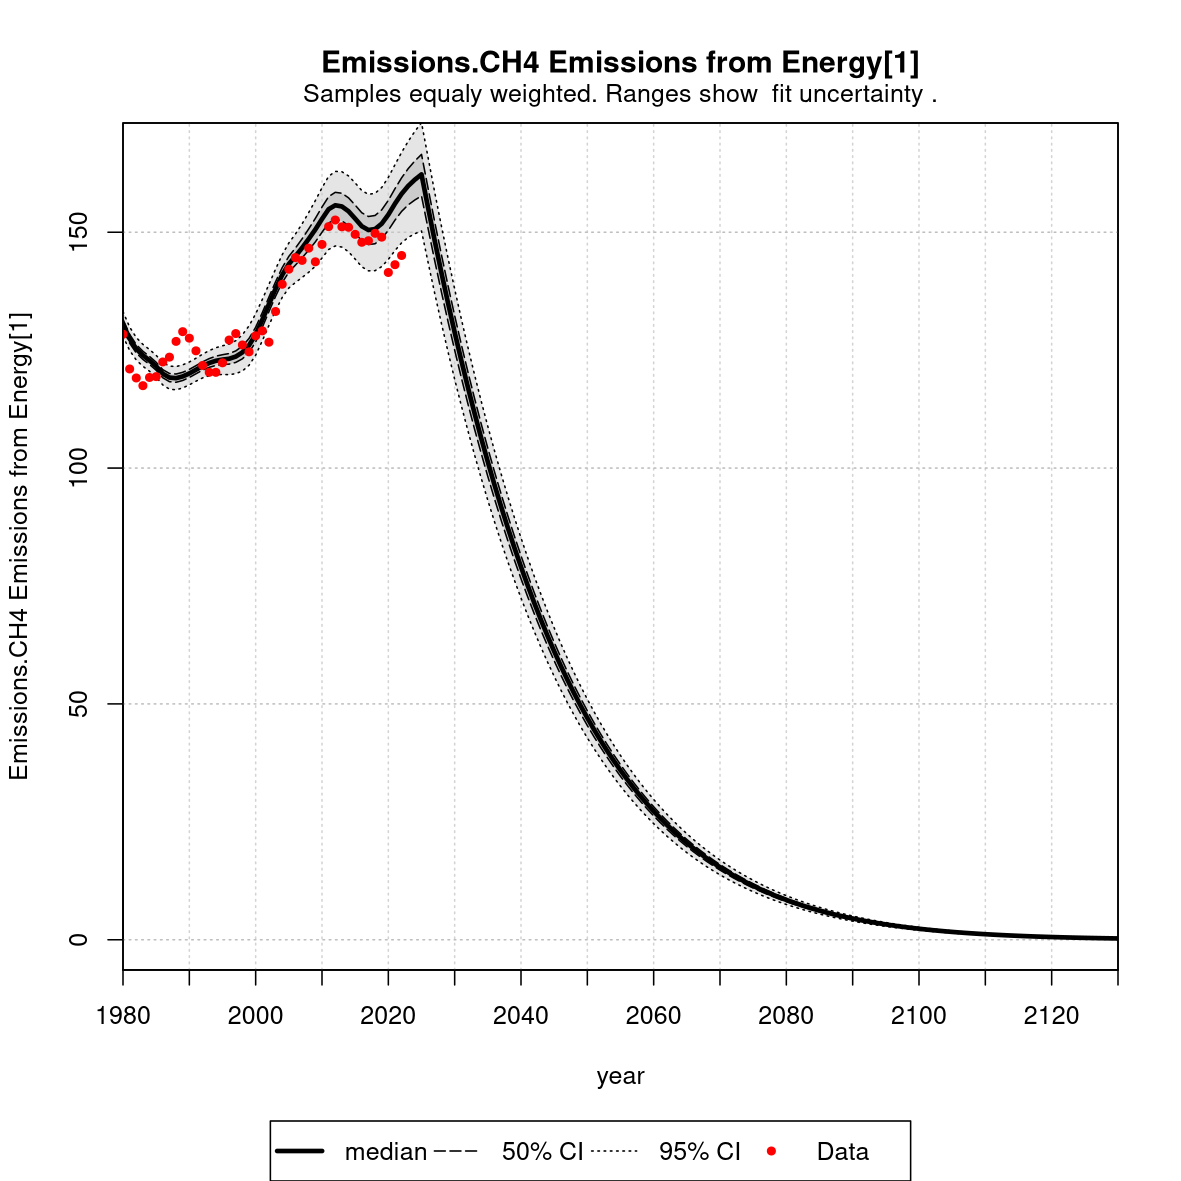 Emissions.CH4 Emissions from Energy[1]
Samples equaly weighted. Ranges show  fit uncertainty .
Emissions.CH4 Emissions from Energy[1]
150
100
50
0
1980 2000 2020 2040 2060 2080 2100 2120
year
median 50% CI 95% CI Data